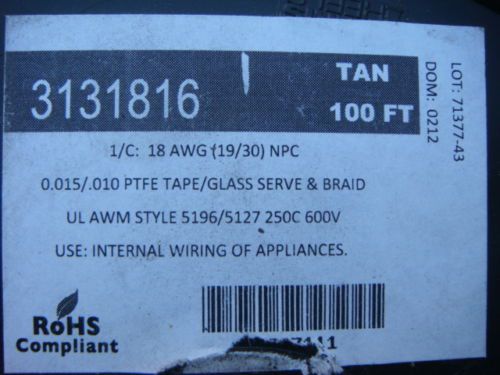 3131816
TAN
100 FT
LOT: 71377-43
DOM: 0212
1/C: 18 AWG (19/30) NPC
0.015/.010 PTFE TAPE/GLASS SERVE & BRAID
UL AWM STYLE 5196/5127 250C 600V
USE: INTERNAL WIRING OF APPLIANCES.
RoHS
Compliant